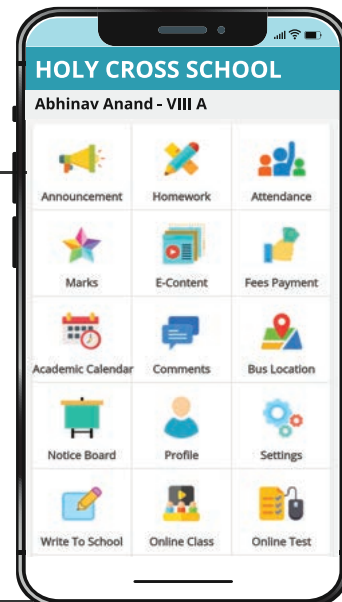 HOLY CROSS SCHOOL
Abhinav Anand - VIII A
Announcement Homework Attendance
Marks E-Content Fees Payment
Academic Calendar Comments Bus Location
Notice Board Profile Settings
Write To School Online Class Online Test